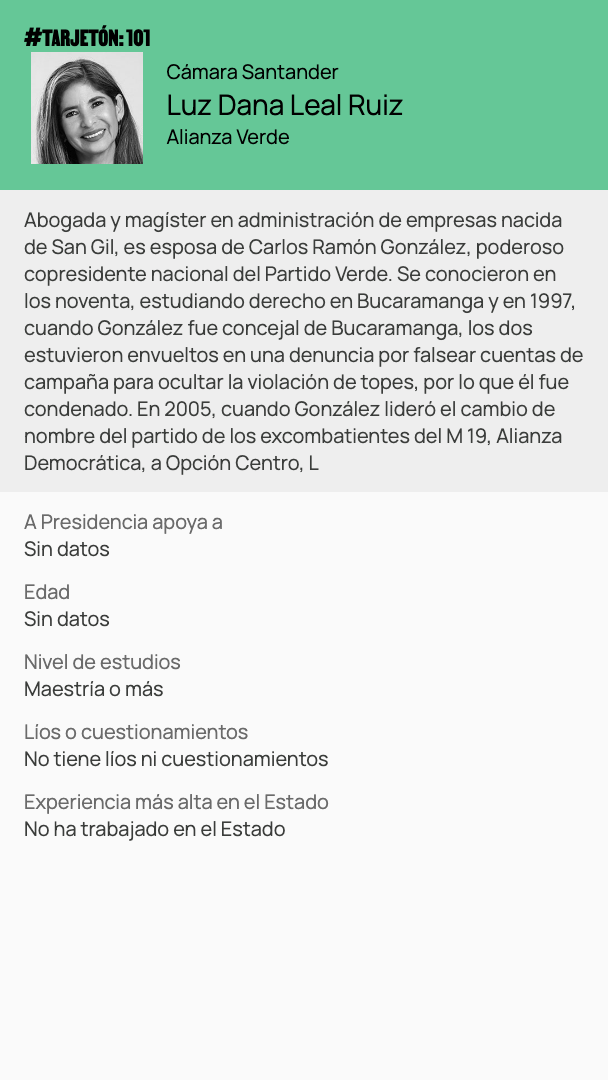 #TARJETÓN: 101
Cámara Santander
Luz Dana Leal Ruiz
Alianza Verde
Abogada y magíster en administración de empresas nacida
de San Gil, es esposa de Carlos Ramón González, poderoso
copresidente nacional del Partido Verde. Se conocieron en
los noventa, estudiando derecho en Bucaramanga y en 1997,
cuando González fue concejal de Bucaramanga, los dos
estuvieron envueltos en una denuncia por falsear cuentas de
campaña para ocultar la violación de topes, por lo que él fue
condenado. En 2005, cuando González lideró el cambio de
nombre del partido de los excombatientes del M 19, Alianza
Democrática, a Opción Centro, L
A Presidencia apoya a
Sin datos
Edad
Sin datos
Nivel de estudios
Maestría o más
Líos o cuestionamientos
No tiene líos ni cuestionamientos
Experiencia más alta en el Estado
No ha trabajado en el Estado